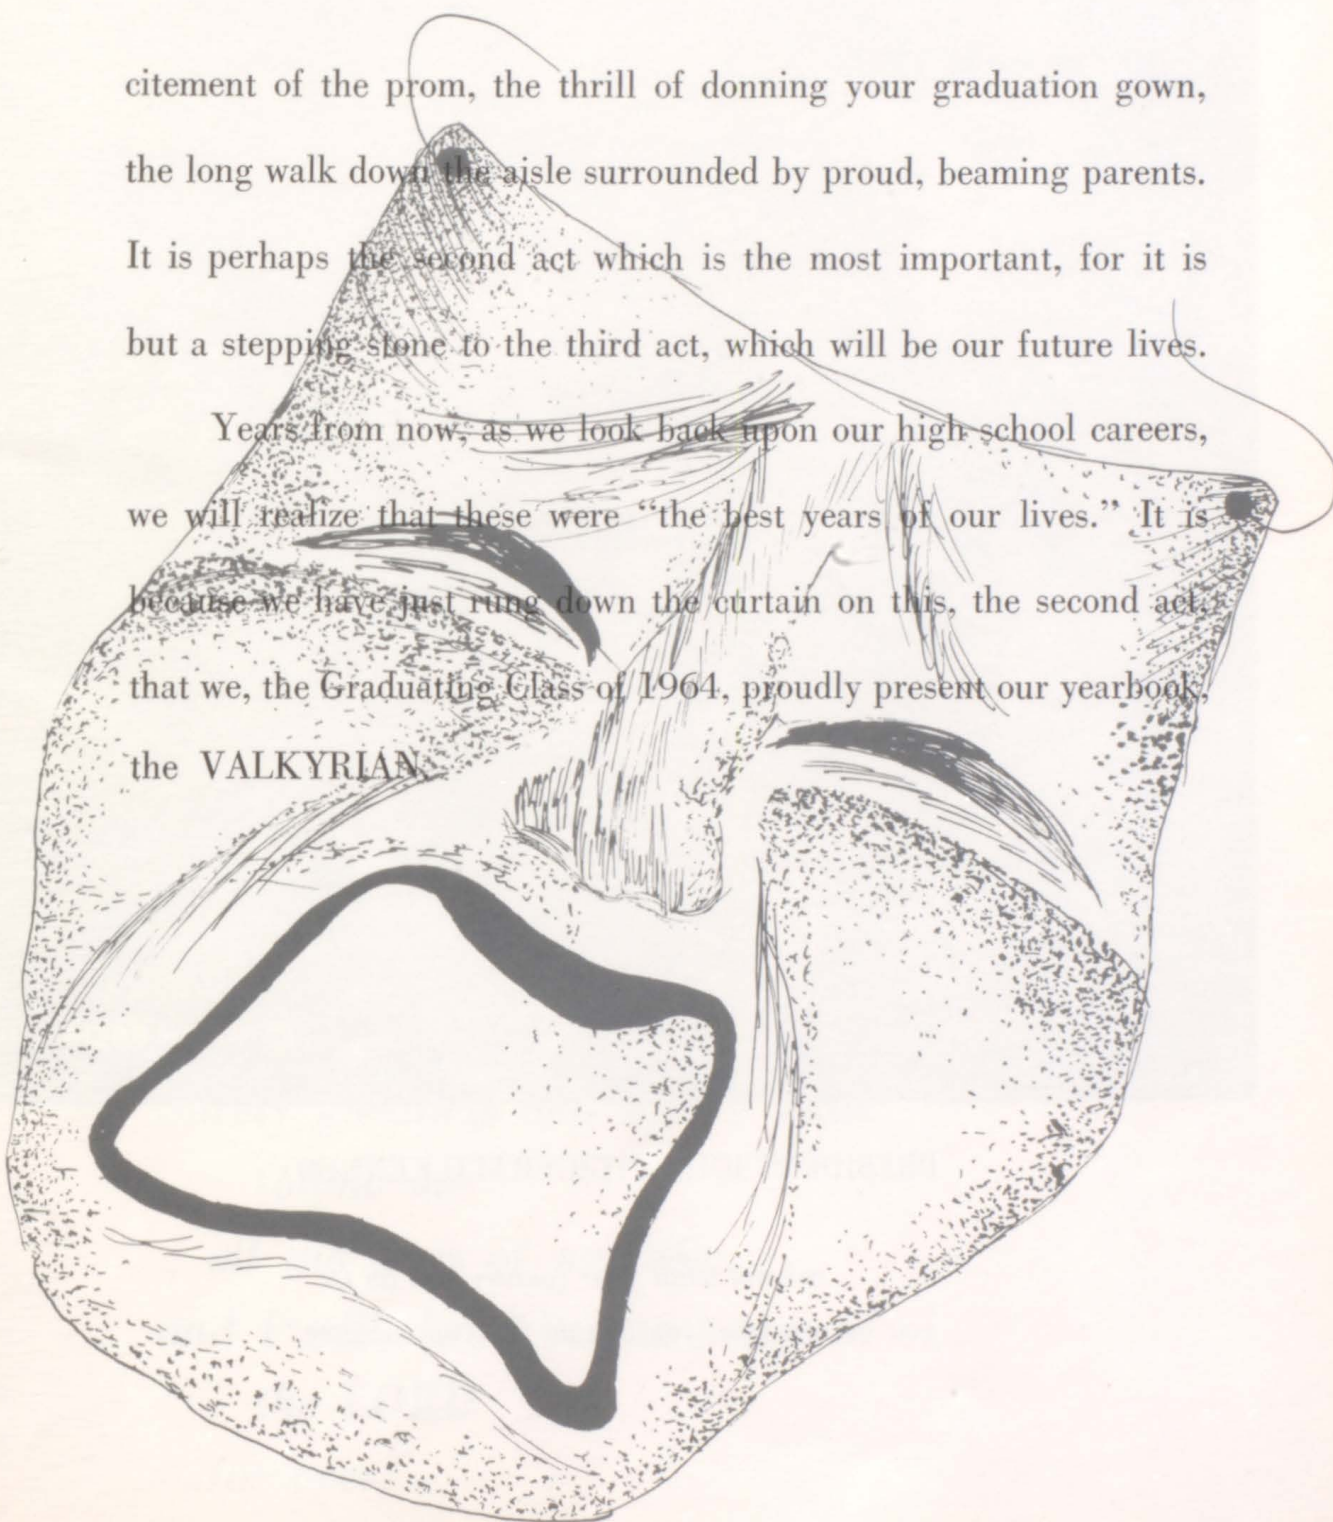 citement of the prom, the thrill of donning your graduation gown,
the long walk down the aisle surrounded by proud, beaming parents.
It is perhaps the second act which is the most important, for it is
but a stepping stone to the third act, which will be our future lives.
Years from now, as we look back upon our high school careers,
we will realize that these were “the best years of our lives.” It is
because we have just rung down the curtain on this, the second act,
that we, the Graduating Class of 1964, proudly present our yearbook,
the VALKYRIAN.